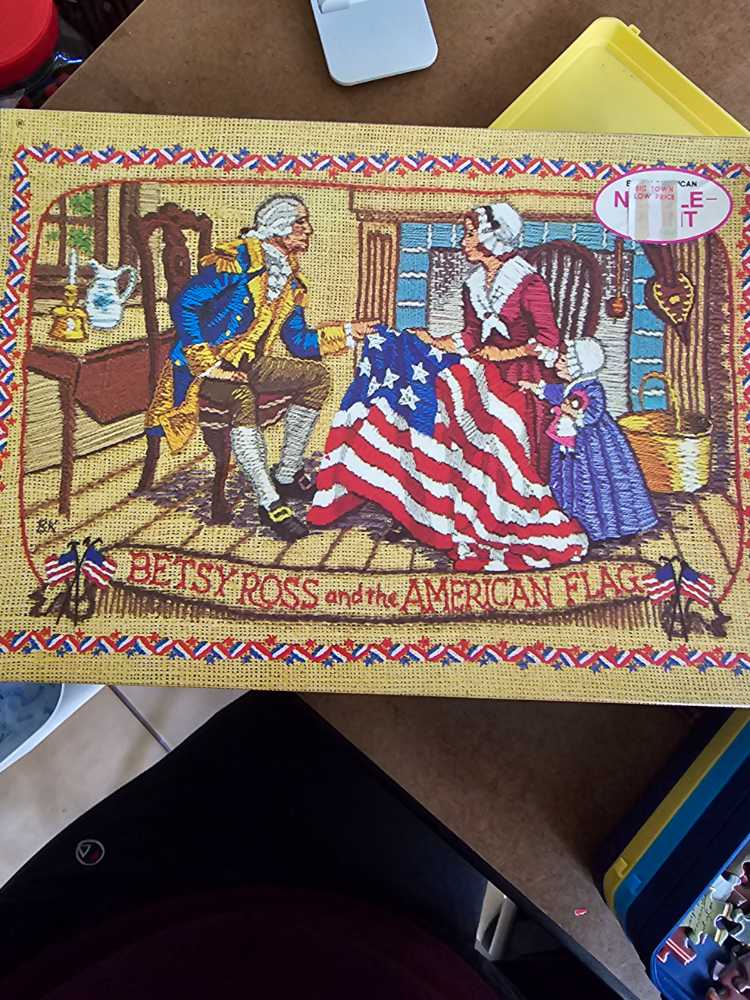 BIG TOWN
LOW PRICE
BETSY ROSS and the AMERICAN FLAG